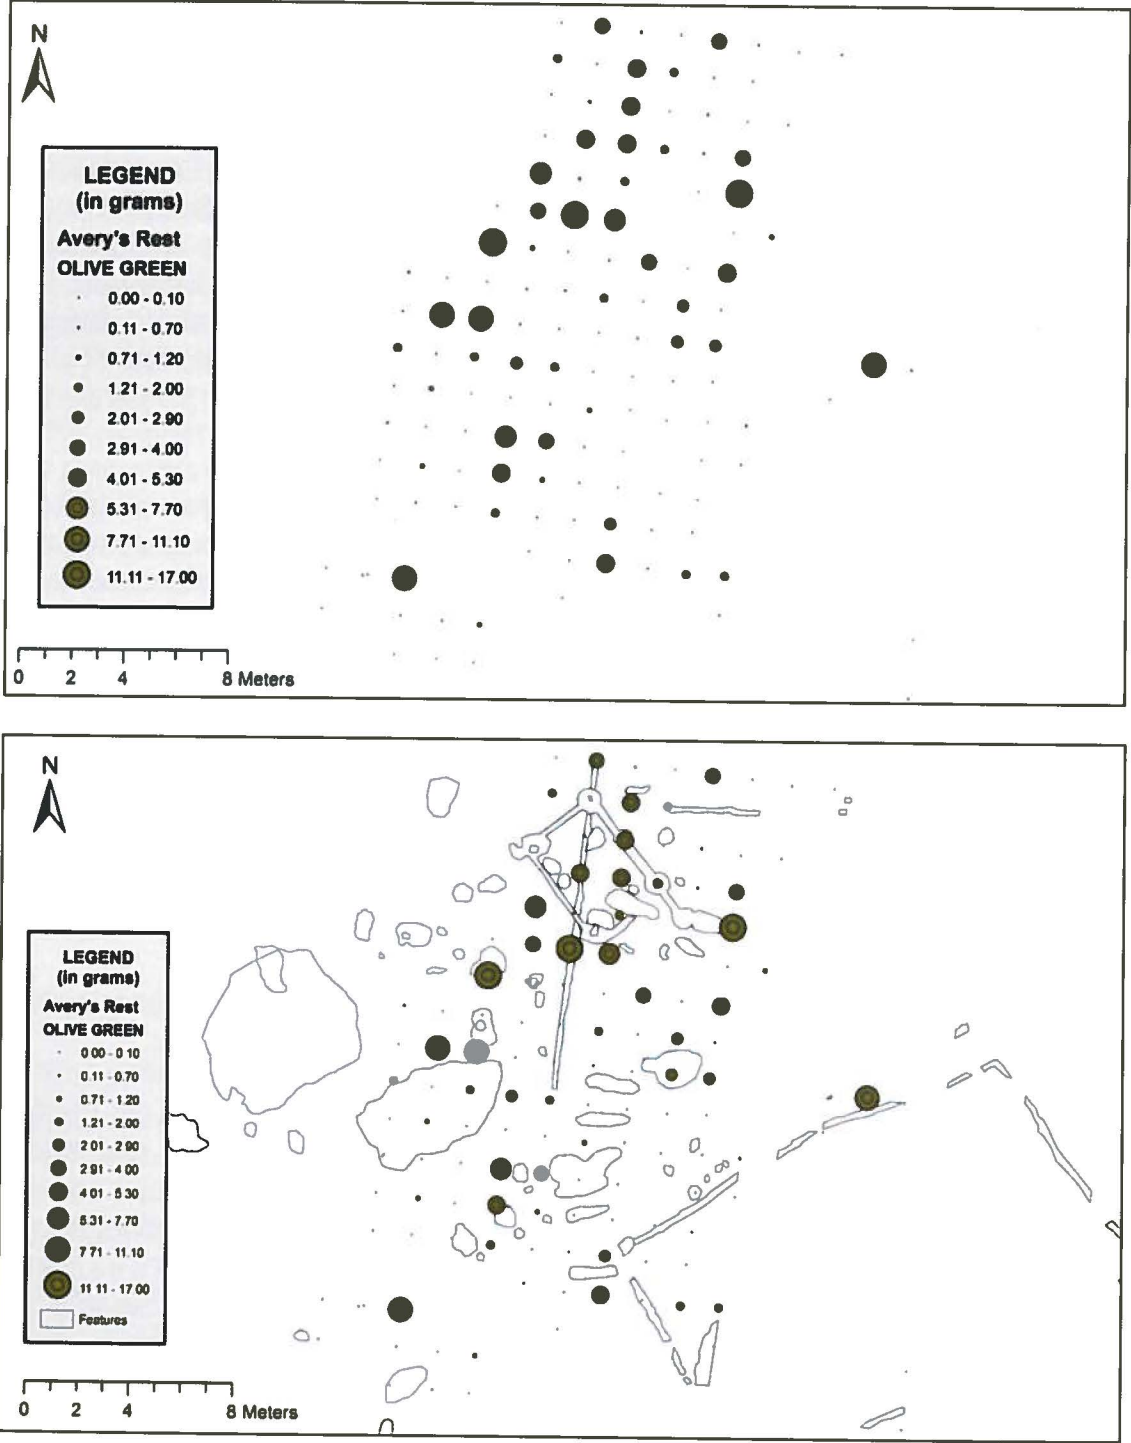 N
LEGEND
(in grams)
Avery's Rest
OLIVE GREEN
0.00 - 0.10
0.11 - 0.70
0.71 - 1.20
1.21 - 2.00
2.01 - 2.90
2.91 - 4.00
4.01 - 5.30
5.31 - 7.70
7.71 - 11.10
11.11 - 17.00
0 2 4 8 Meters
N
LEGEND
(in grams)
Avery's Rest
OLIVE GREEN
0.00 - 0.10
0.11 - 0.70
0.71 - 1.20
1.21 - 2.00
2.01 - 2.90
2.91 - 4.00
4.01 - 5.30
5.31 - 7.70
7.71 - 11.10
11.11 - 17.00
Features
0 2 4 8 Meters